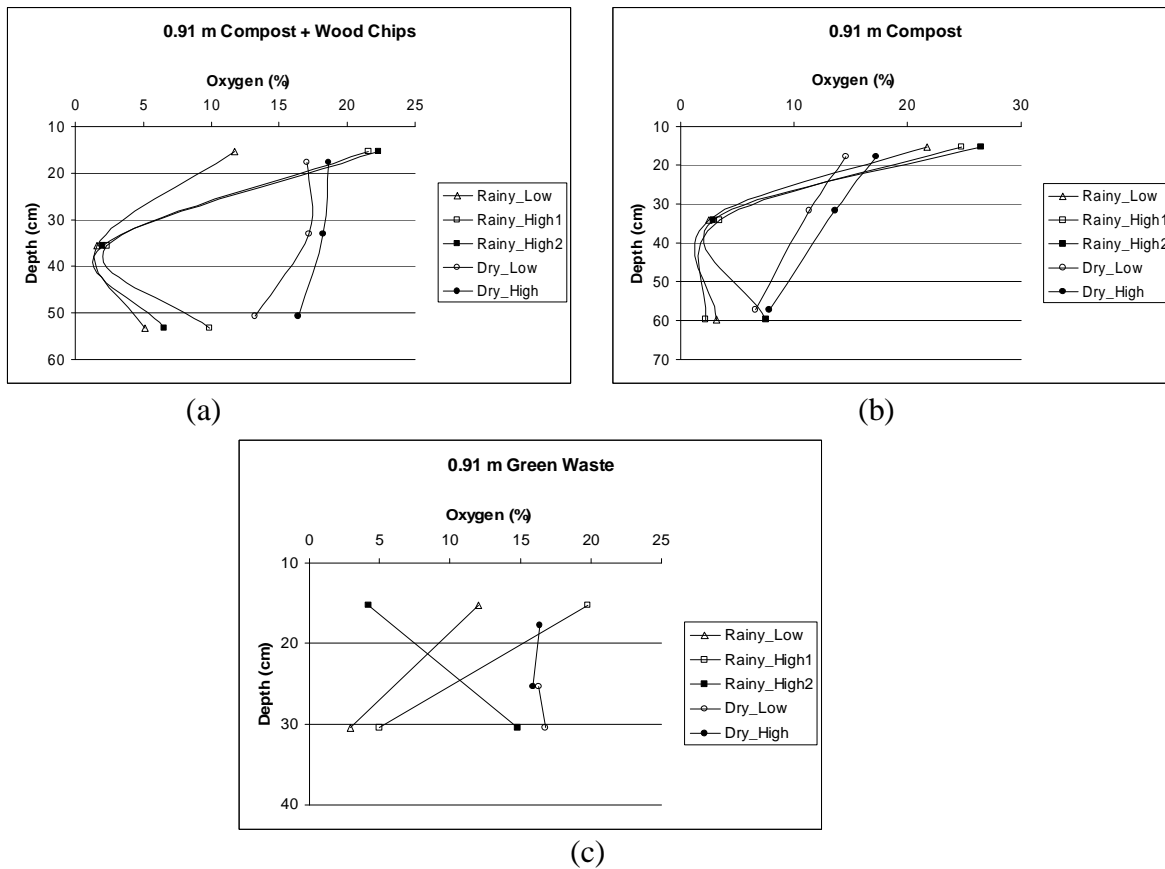 0.91 m Compost + Wood Chips
Oxygen (%)
0 5 10 15 20 25
10
20
30
40
50
60
Depth (cm)
Rainy_Low
Rainy_High1
Rainy_High2
Dry_Low
Dry_High
(a)
0.91 m Compost
Oxygen (%)
0 10 20 30
10
20
30
40
50
60
70
Depth (cm)
Rainy_Low
Rainy_High1
Rainy_High2
Dry_Low
Dry_High
(b)
0.91 m Green Waste
Oxygen (%)
0 5 10 15 20 25
10
20
30
40
Depth (cm)
Rainy_Low
Rainy_High1
Rainy_High2
Dry_Low
Dry_High
(c)